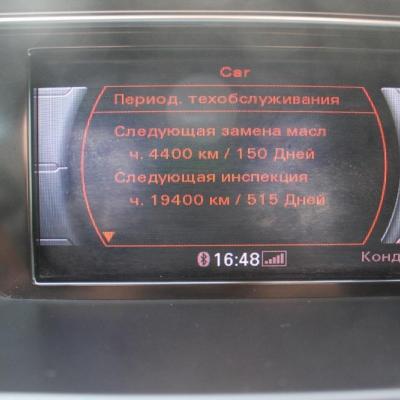 Car
Период. техобслуживания
Следующая замена масл
ч. 4400 км / 150 Дней
Следующая инспекция
ч. 19400 км / 515 Дней
16:48
Конд